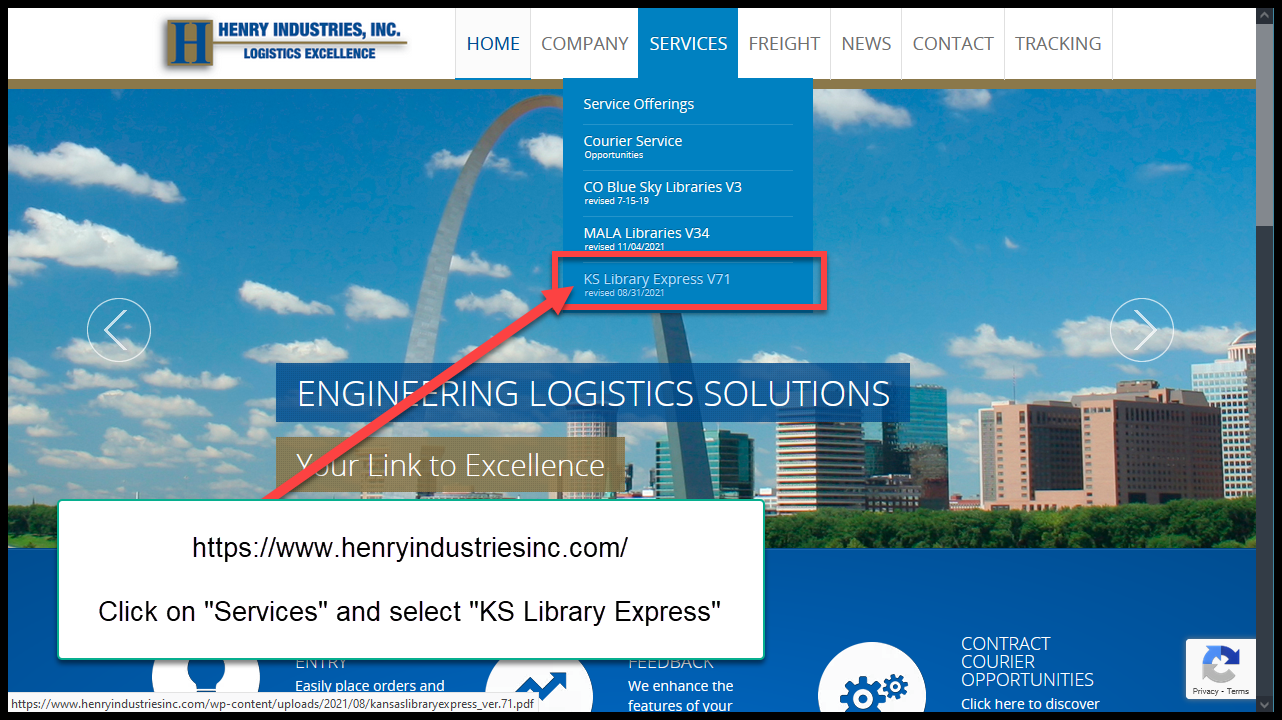 HENRY INDUSTRIES, INC.
LOGISTICS EXCELLENCE
HOME COMPANY SERVICES FREIGHT NEWS CONTACT TRACKING
Service Offerings
Courier Service
Opportunities
CO Blue Sky Libraries V3
revised 7-15-19
MALA Libraries V34
revised 11/04/2021
KS Library Express V71
revised 08/31/2021
ENGINEERING LOGISTICS SOLUTIONS
Your Link to Excellence
https://www.henryindustriesinc.com/
Click on "Services" and select "KS Library Express"
ENTRY
Easily place orders and
FEEDBACK
We enhance the
features of your
CONTRACT
COURIER
OPPORTUNITIES
Click here to discover
Privacy - Terms
https://www.henryindustriesinc.com/wp-content/uploads/2021/08/kansaslibraryexpress_ver.71.pdf